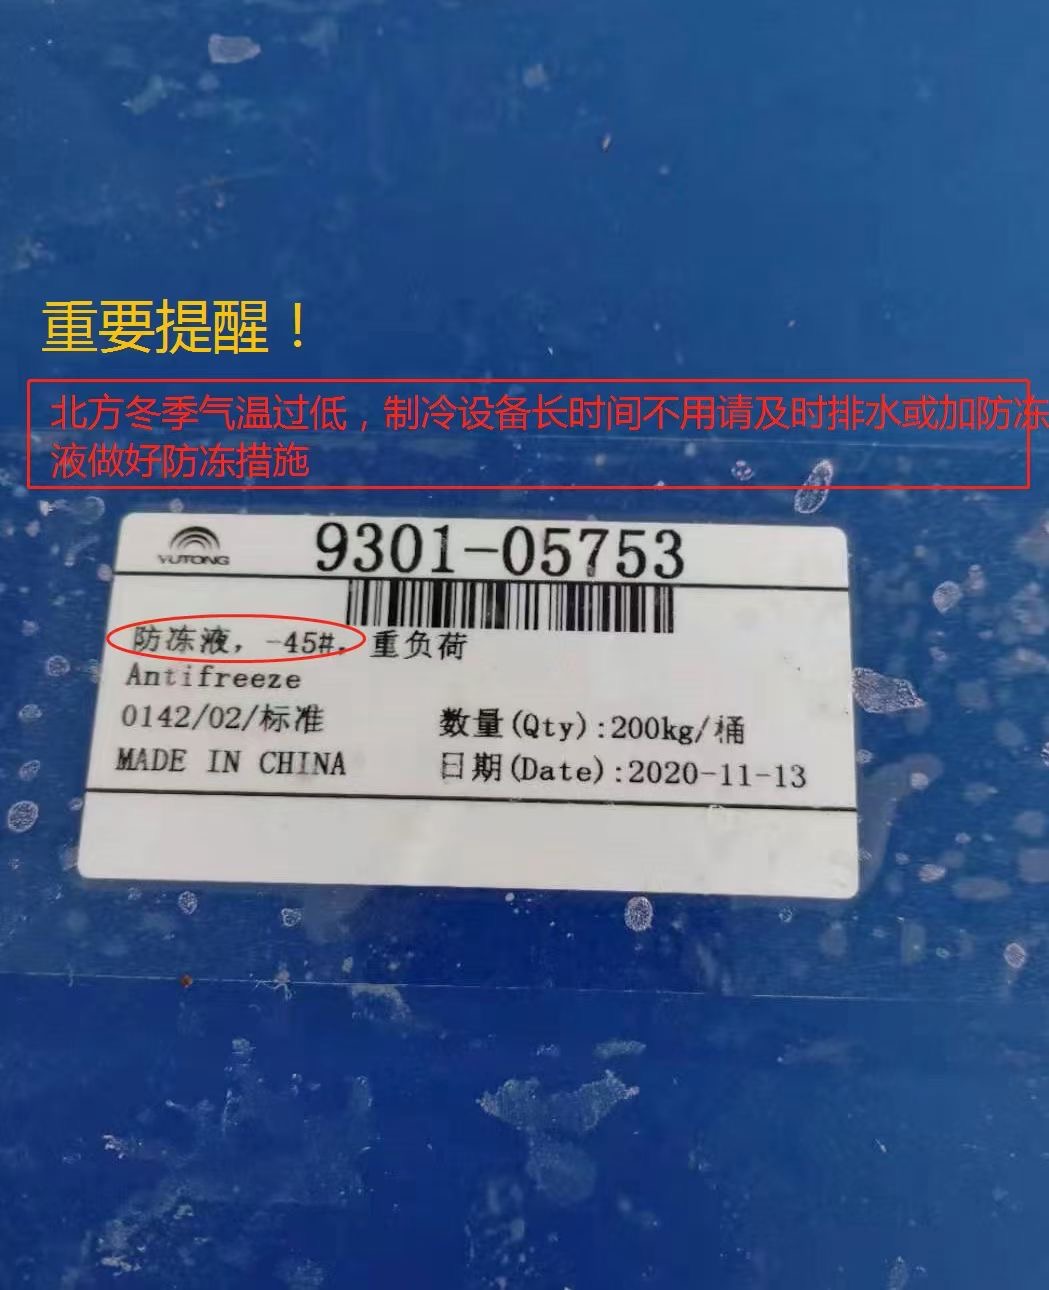 重要提醒！
北方冬季气温过低，制冷设备长时间不用请及时排水或加防冻
液做好防冻措施
YUTONG
9301-05753
防冻液，-45#，重负荷
Antifreeze
0142/02/标准
数量(Qty):200kg/桶
MADE IN CHINA
日期(Date):2020-11-13